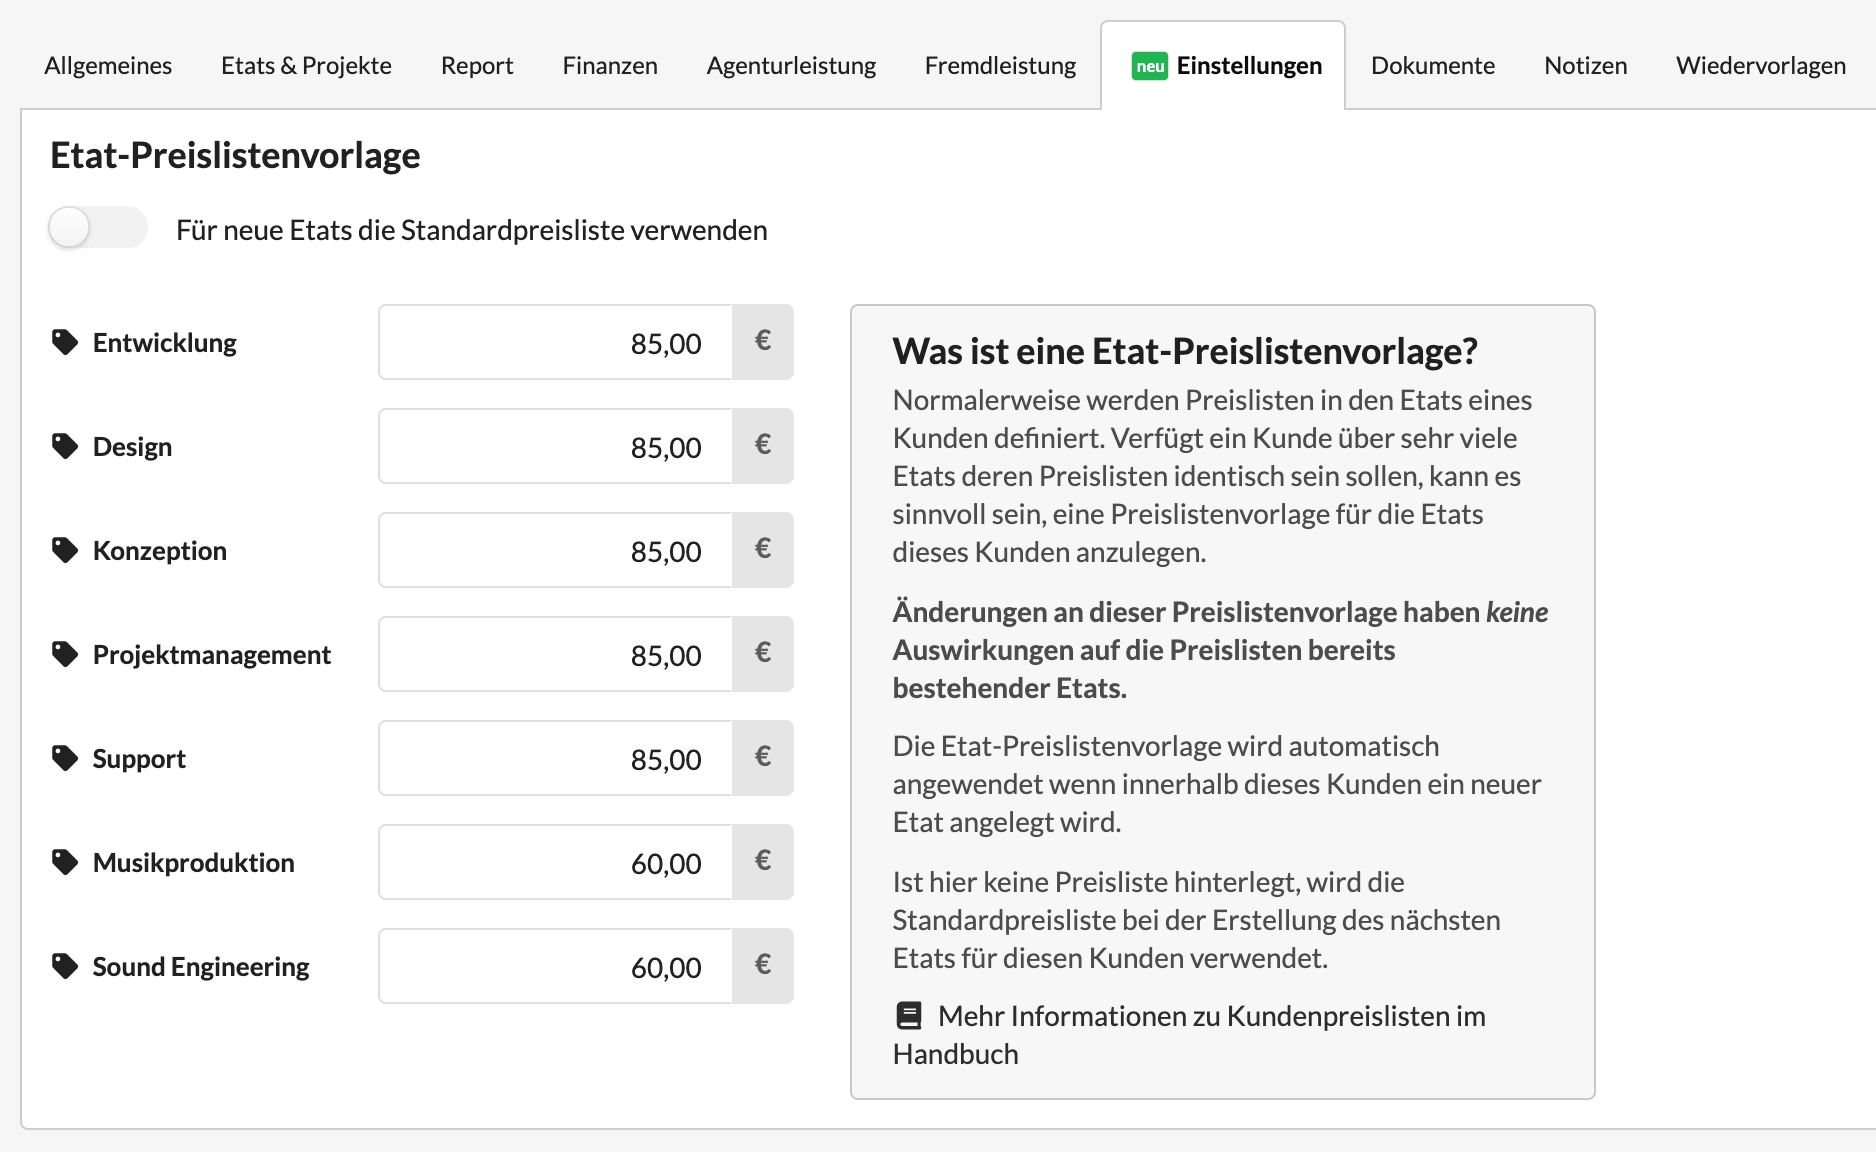 Allgemeines Etats & Projekte Report Finanzen Agenturleistung Fremdleistung neu Einstellungen Dokumente Notizen Wiedervorlagen
Etat-Preislistenvorlage
Für neue Etats die Standardpreisliste verwenden
Entwicklung 85,00 €
Design 85,00 €
Konzeption 85,00 €
Projektmanagement 85,00 €
Support 85,00 €
Musikproduktion 60,00 €
Sound Engineering 60,00 €
Was ist eine Etat-Preislistenvorlage?
Normalerweise werden Preislisten in den Etats eines
Kunden definiert. Verfügt ein Kunde über sehr viele
Etats deren Preislisten identisch sein sollen, kann es
sinnvoll sein, eine Preislistenvorlage für die Etats
dieses Kunden anzulegen.
Änderungen an dieser Preislistenvorlage haben keine
Auswirkungen auf die Preislisten bereits
bestehender Etats.
Die Etat-Preislistenvorlage wird automatisch
angewendet wenn innerhalb dieses Kunden ein neuer
Etat angelegt wird.
Ist hier keine Preisliste hinterlegt, wird die
Standardpreisliste bei der Erstellung des nächsten
Etats für diesen Kunden verwendet.
Mehr Informationen zu Kundenpreislisten im
Handbuch